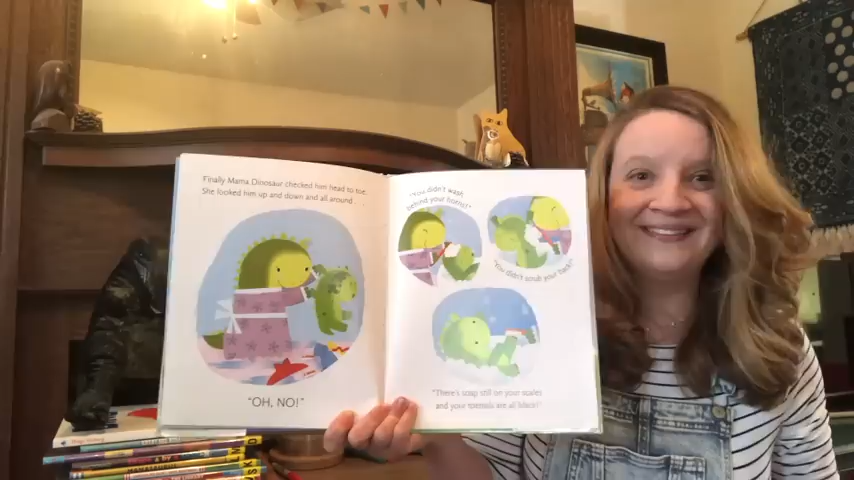 Finally Mama Dinosaur checked him head to toe.
She looked him up and down and all around.
"OH, NO!"
"You didn't wash
behind your horns!"
"You didn't scrub your back!"
"There's soap still on your scales
and your toenails are all black!"